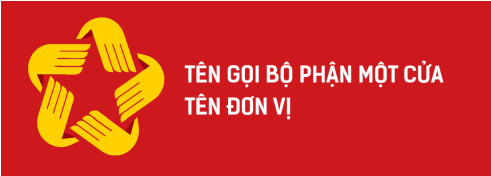 TÊN GỌI BỘ PHẬN MỘT CỬA
TÊN ĐƠN VỊ